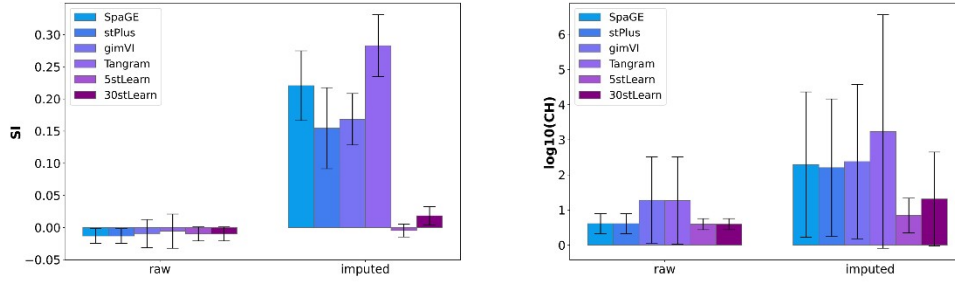 SpaGE
stPlus
gimVI
Tangram
5stLearn
30stLearn
0.30
0.25
0.20
0.15
0.10
0.05
0.00
−0.05
SI
raw
imputed
SpaGE
stPlus
gimVI
Tangram
5stLearn
30stLearn
6
5
4
3
2
1
0
log10(CH)
raw
imputed